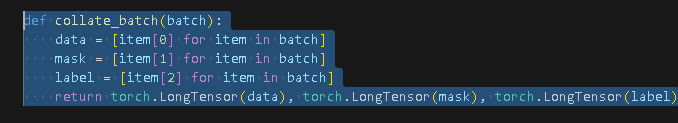 def collate_batch(batch):
    data = [item[0] for item in batch]
    mask = [item[1] for item in batch]
    label = [item[2] for item in batch]
    return torch.LongTensor(data), torch.LongTensor(mask), torch.LongTensor(label)